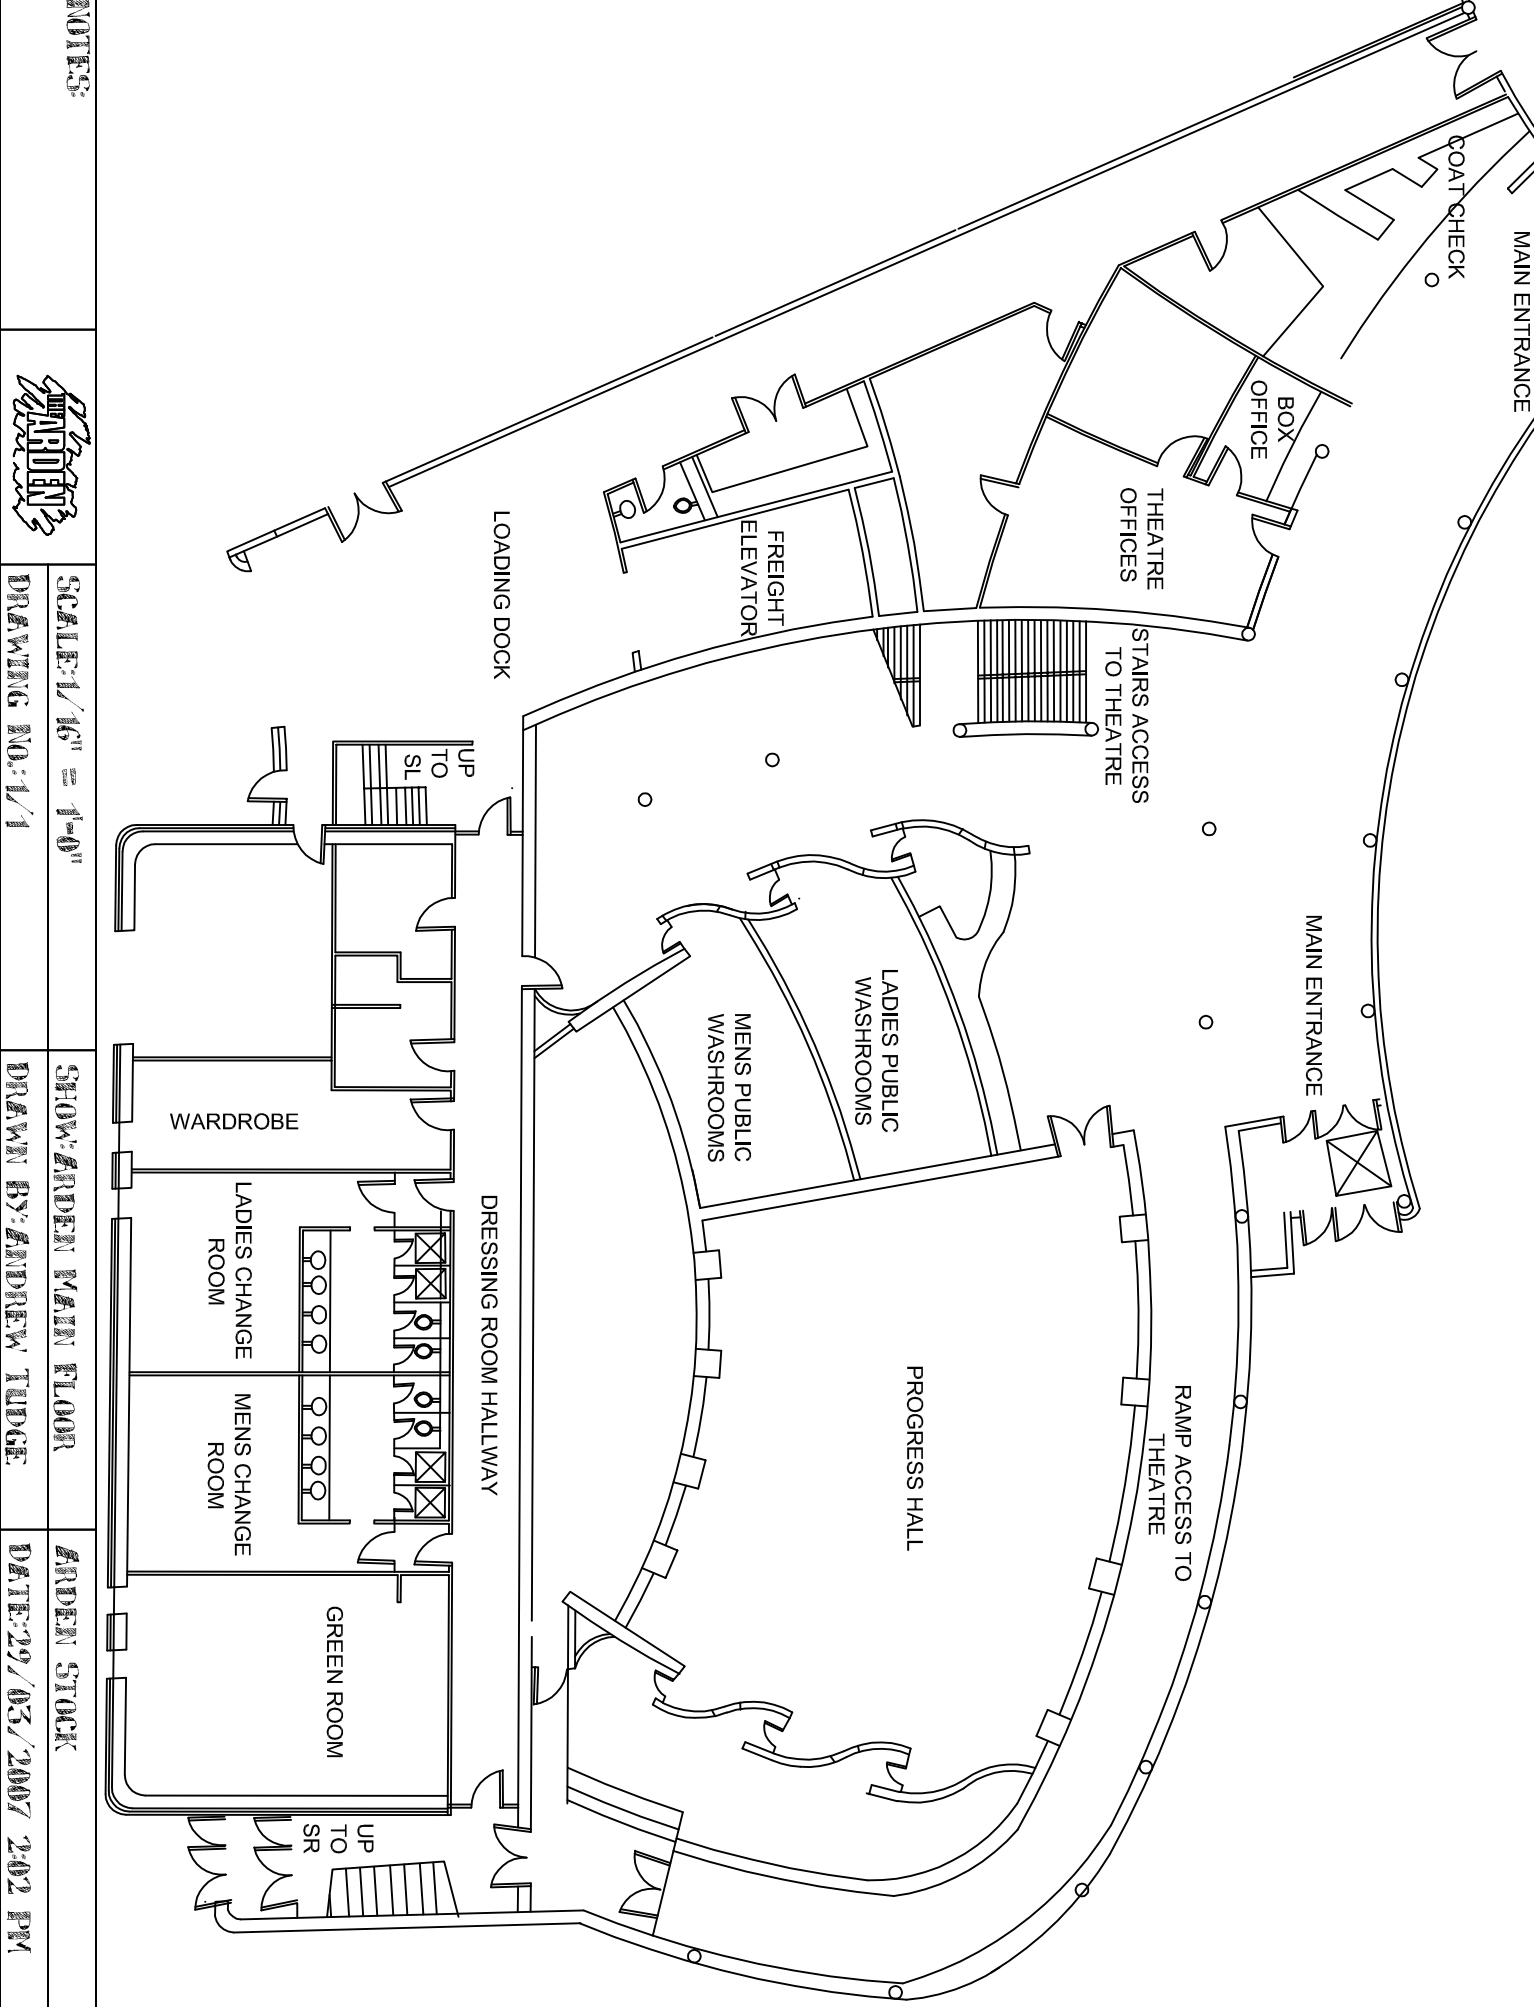 MAIN ENTRANCE
COAT CHECK
BOX
OFFICE
THEATRE
OFFICES
STAIRS ACCESS
TO THEATRE
FREIGHT
ELEVATOR
LOADING DOCK
UP
TO
SL
MAIN ENTRANCE
LADIES PUBLIC
WASHROOMS
MENS PUBLIC
WASHROOMS
RAMP ACCESS TO
THEATRE
PROGRESS HALL
DRESSING ROOM HALLWAY
WARDROBE
LADIES CHANGE
ROOM
MENS CHANGE
ROOM
GREEN ROOM
UP
TO
SR
NOTES:
THE ARDEN
SCALE:1/16" = 1'-0"
DRAWING No.:1/1
SHOW:ARDEN MAIN FLOOR
DRAWN BY:ANDREW TUDGE
ARDEN STOCK
DATE:29/03/2007 2:02 PM